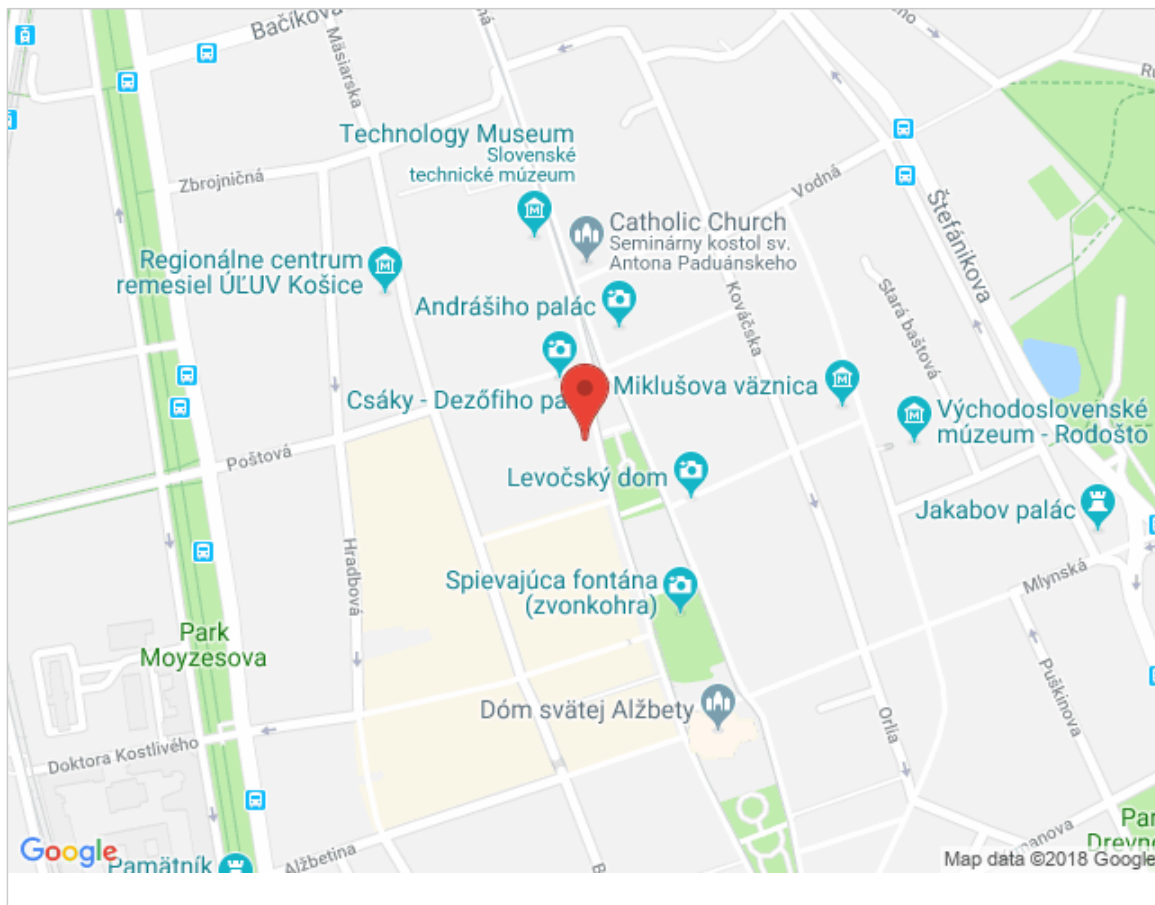 Bačíkova
Mäsiarska
Technology Museum
Slovenské
technické múzeum
Zbrojničná
Vodná
Štefánikova
Catholic Church
Seminárny kostol sv.
Antona Paduánskeho
Regionálne centrum
remesiel ÚĽUV Košice
Andrášiho palác
Kováčska
Stará baštová
Csáky - Dezőfiho
Miklušova väznica
Východoslovenské
múzeum - Rodošto
Poštová
Levočský dom
Jakabov palác
Hradbová
Spievajúca fontána
(zvonkohra)
Mlynská
Park
Moyzesova
Puškinova
Dóm svätej Alžbety
Orlia
Doktora Kostlivého
Alžbetina
Google
Pamätník
Map data ©2018 Google